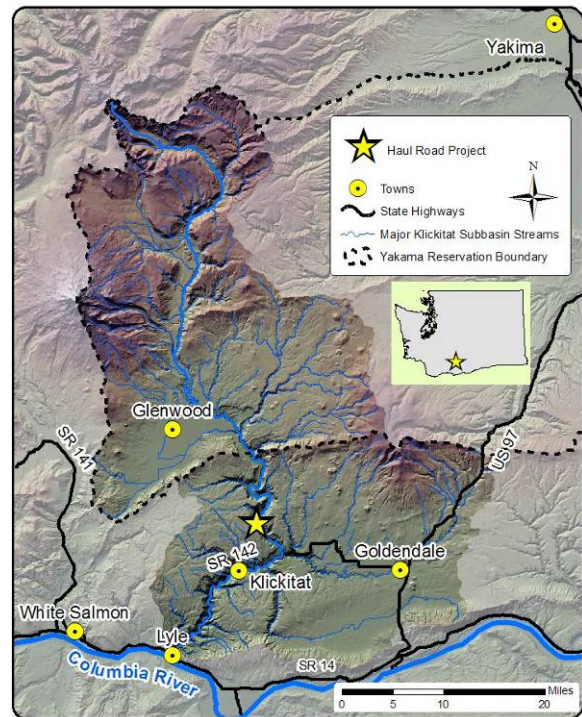 Yakima
Haul Road Project
N
Towns
State Highways
Major Klickitat Subbasin Streams
Yakama Reservation Boundary
Glenwood
SR 141
US 97
SR 142
Goldendale
Klickitat
White Salmon
Lyle
SR 14
Columbia River
Miles
0 5 10 20